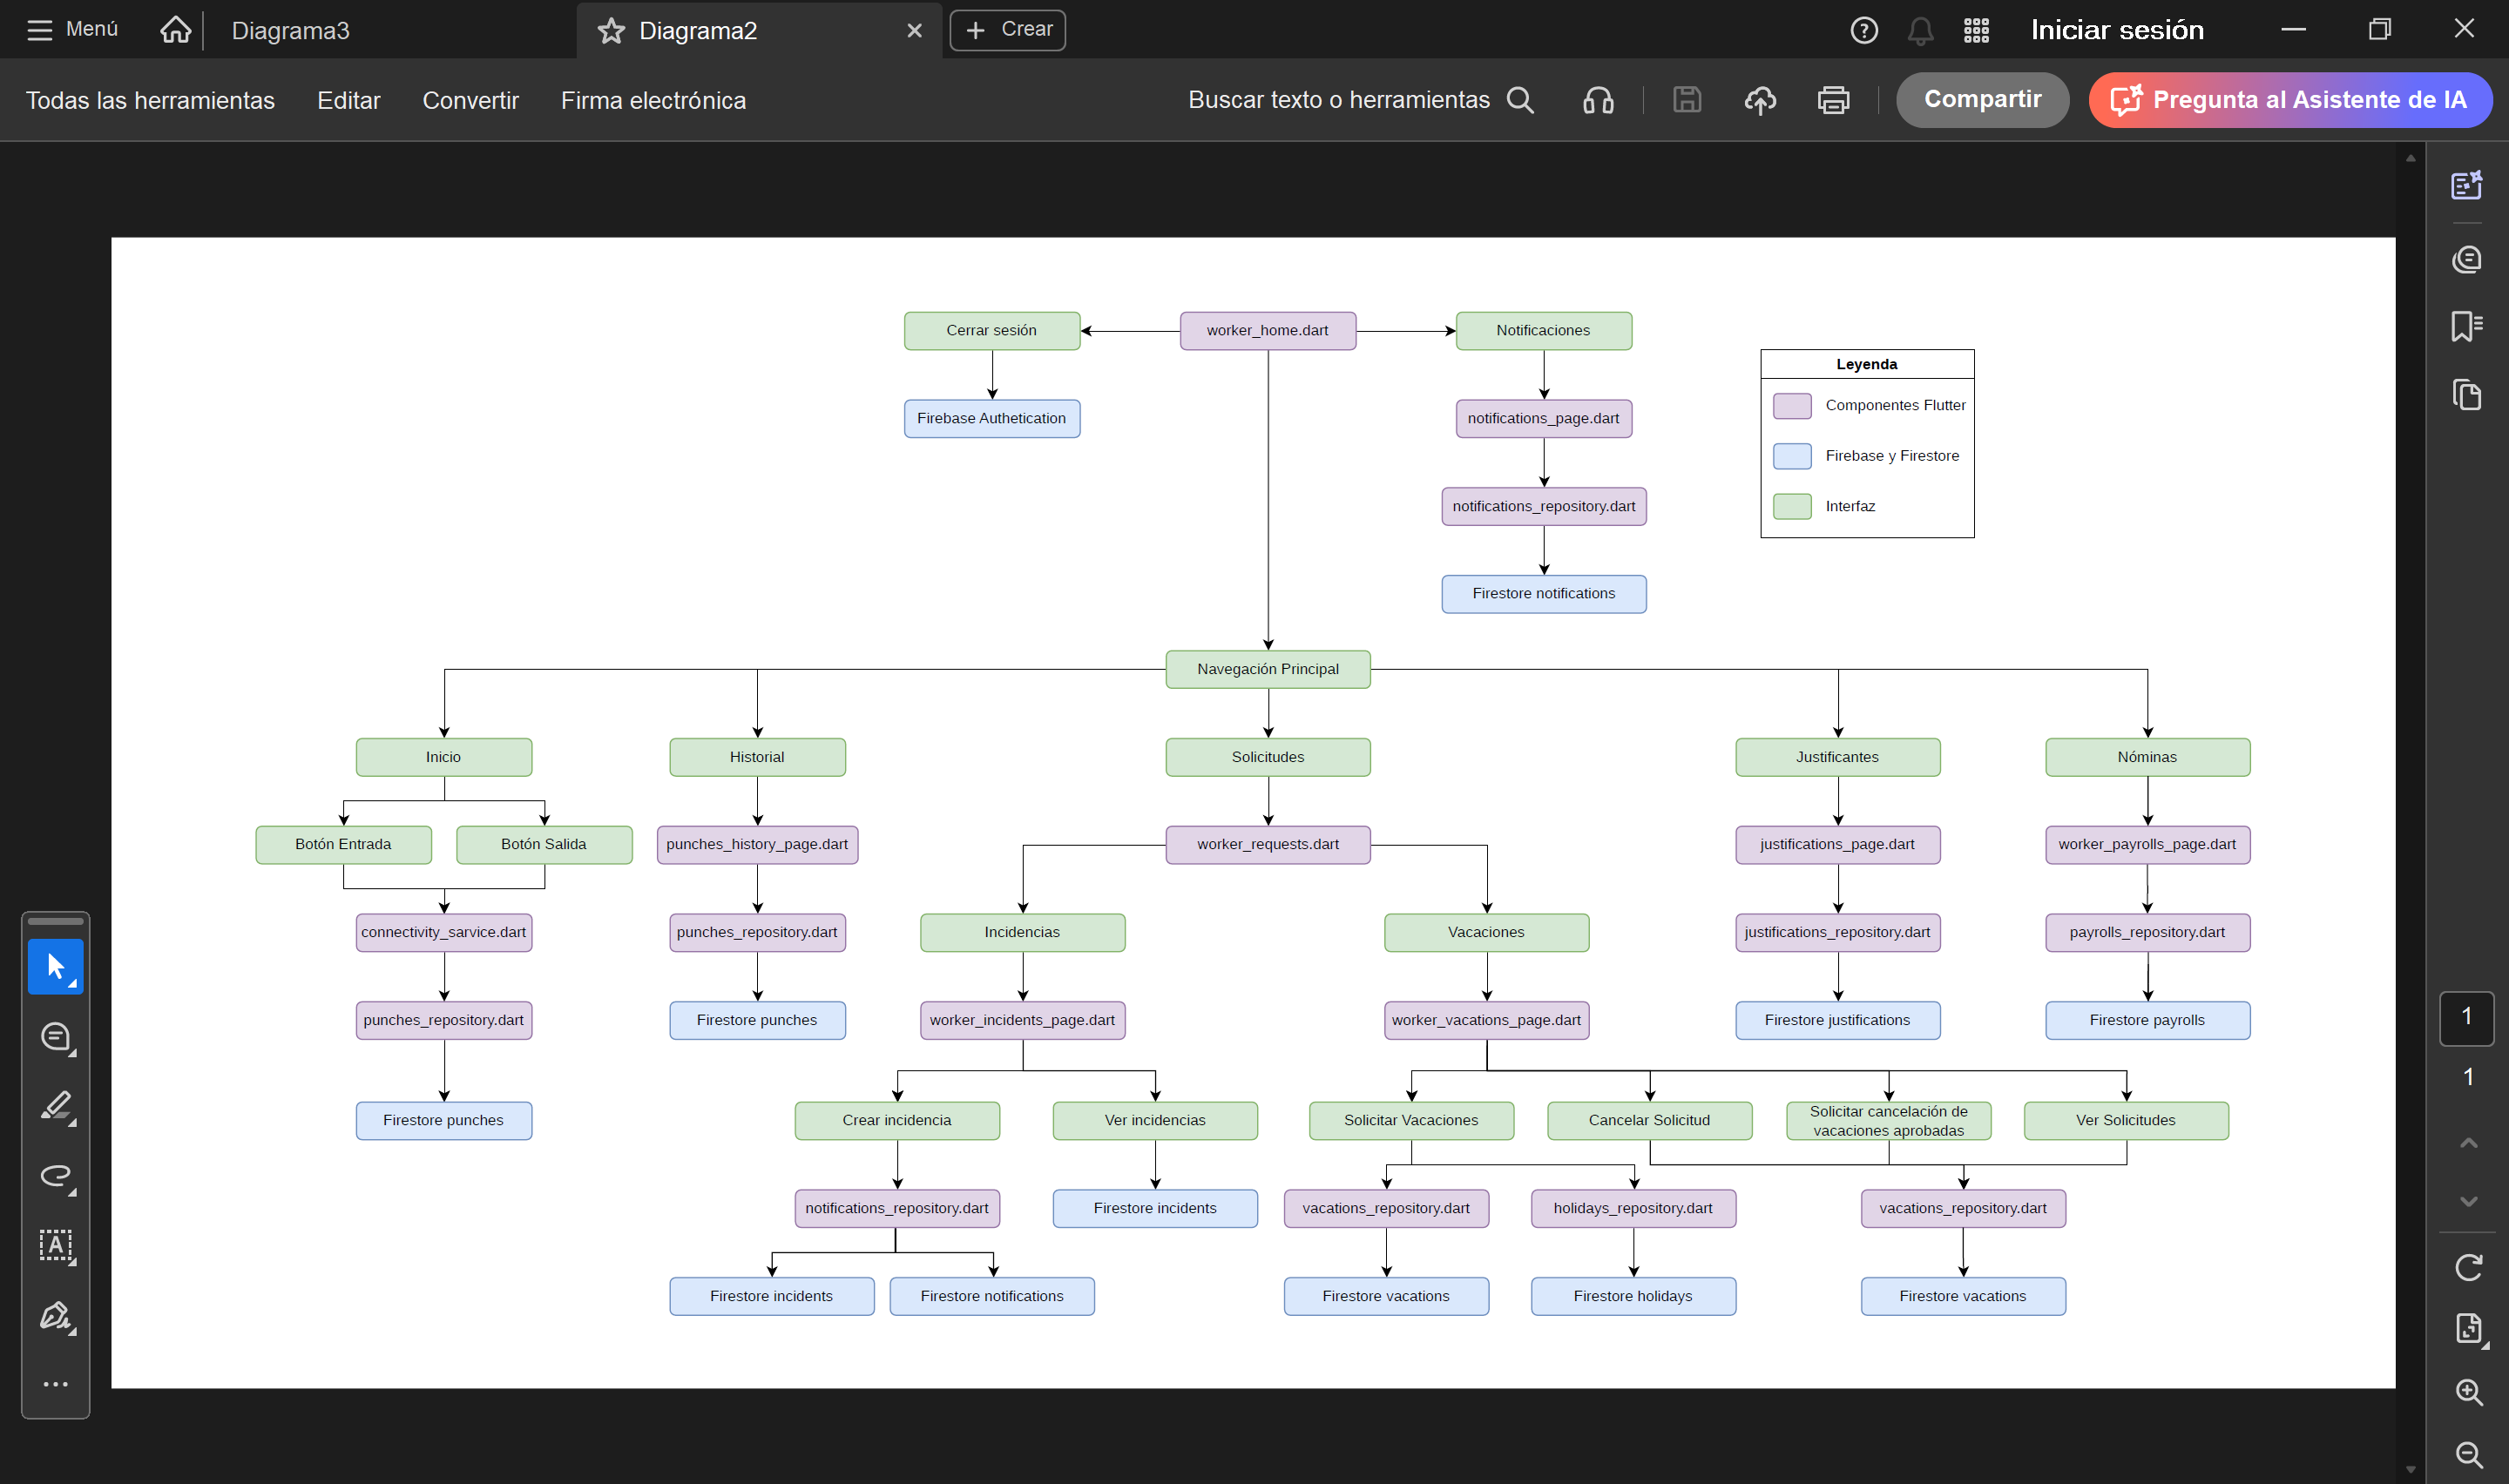 Menú
Diagrama3
Diagrama2
Crear
Iniciar sesión
Todas las herramientas
Editar
Convertir
Firma electrónica
Buscar texto o herramientas
Compartir
Pregunta al Asistente de IA
Cerrar sesión
worker_home.dart
Notificaciones
Leyenda
Componentes Flutter
Firebase y Firestore
Interfaz
Firebase Authetication
notifications_page.dart
notifications_repository.dart
Firestore notifications
Navegación Principal
Inicio
Historial
Solicitudes
Justificantes
Nóminas
Botón Entrada
Botón Salida
punches_history_page.dart
worker_requests.dart
justifications_page.dart
worker_payrolls_page.dart
connectivity_sarvice.dart
punches_repository.dart
Incidencias
Vacaciones
justifications_repository.dart
payrolls_repository.dart
punches_repository.dart
Firestore punches
worker_incidents_page.dart
worker_vacations_page.dart
Firestore justifications
Firestore payrolls
Firestore punches
Crear incidencia
Ver incidencias
Solicitar Vacaciones
Cancelar Solicitud
Solicitar cancelación de
vacaciones aprobadas
Ver Solicitudes
notifications_repository.dart
Firestore incidents
vacations_repository.dart
holidays_repository.dart
vacations_repository.dart
Firestore incidents
Firestore notifications
Firestore vacations
Firestore holidays
Firestore vacations
A
1
1